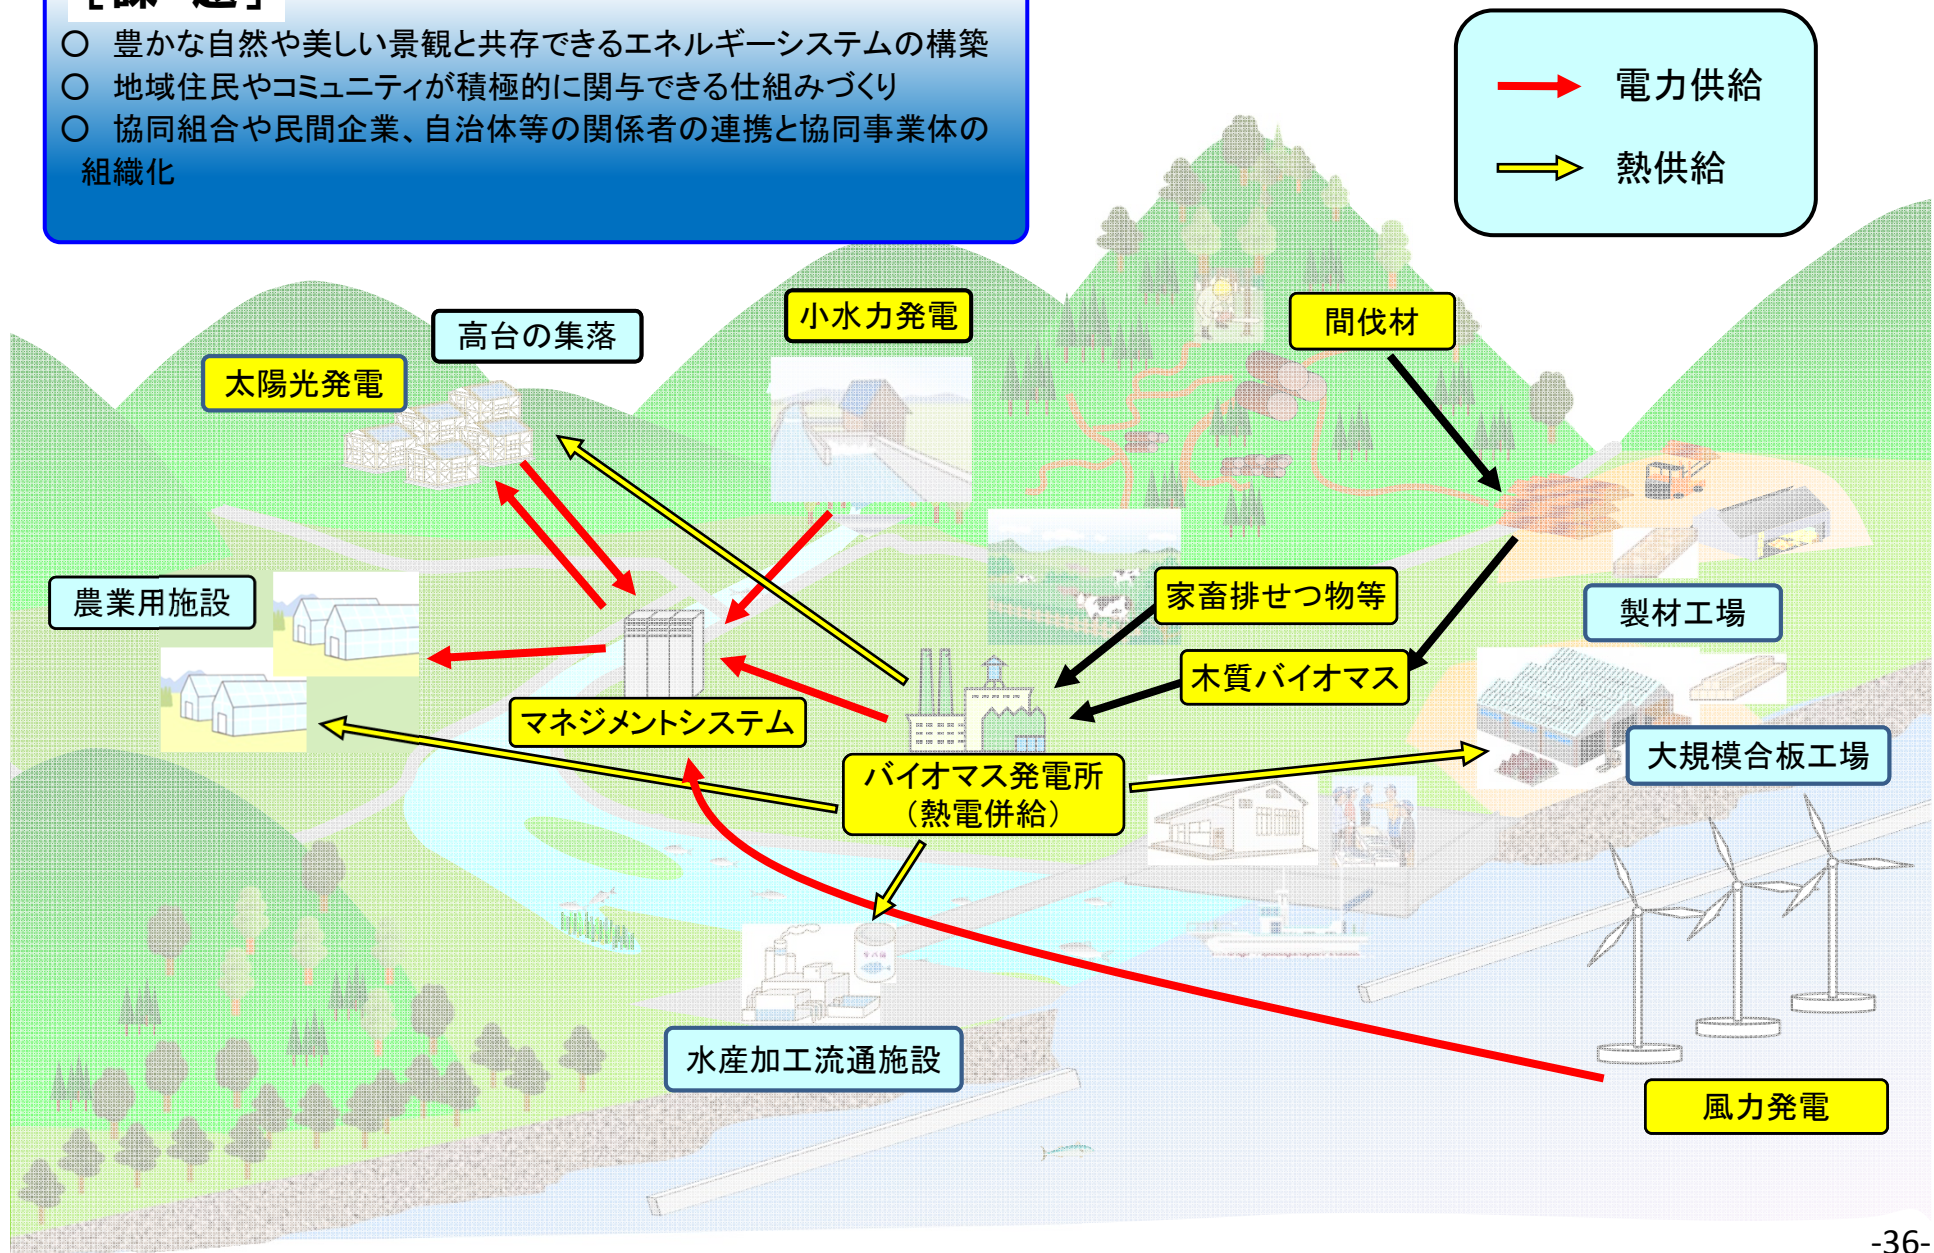 ［課　題］
○　豊かな自然や美しい景観と共存できるエネルギーシステムの構築
○　地域住民やコミュニティが積極的に関与できる仕組みづくり
○　協同組合や民間企業、自治体等の関係者の連携と協同事業体の
組織化
電力供給
熱供給
小水力発電
間伐材
高台の集落
太陽光発電
農業用施設
家畜排せつ物等
製材工場
木質バイオマス
マネジメントシステム
大規模合板工場
バイオマス発電所
（熱電併給）
水産加工流通施設
風力発電
-36-